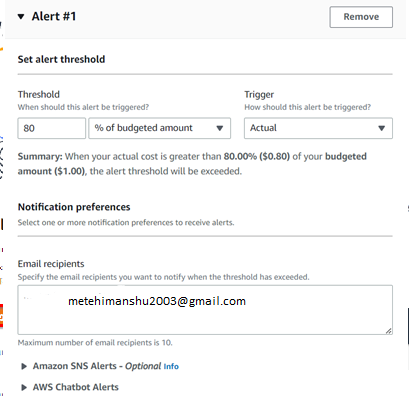 ▼ Alert #1
Remove
Set alert threshold
Threshold
When should this alert be triggered?
80
% of budgeted amount
Trigger
How should this alert be triggered?
Actual
Summary: When your actual cost is greater than 80.00% ($0.80) of your budgeted
amount ($1.00), the alert threshold will be exceeded.
Notification preferences
Select one or more notification preferences to receive alerts.
Email recipients
Specify the email recipients you want to notify when the threshold has exceeded.
metehimanshu2003@gmail.com
Maximum number of email recipients is 10.
▶ Amazon SNS Alerts - Optional Info
▶ AWS Chatbot Alerts